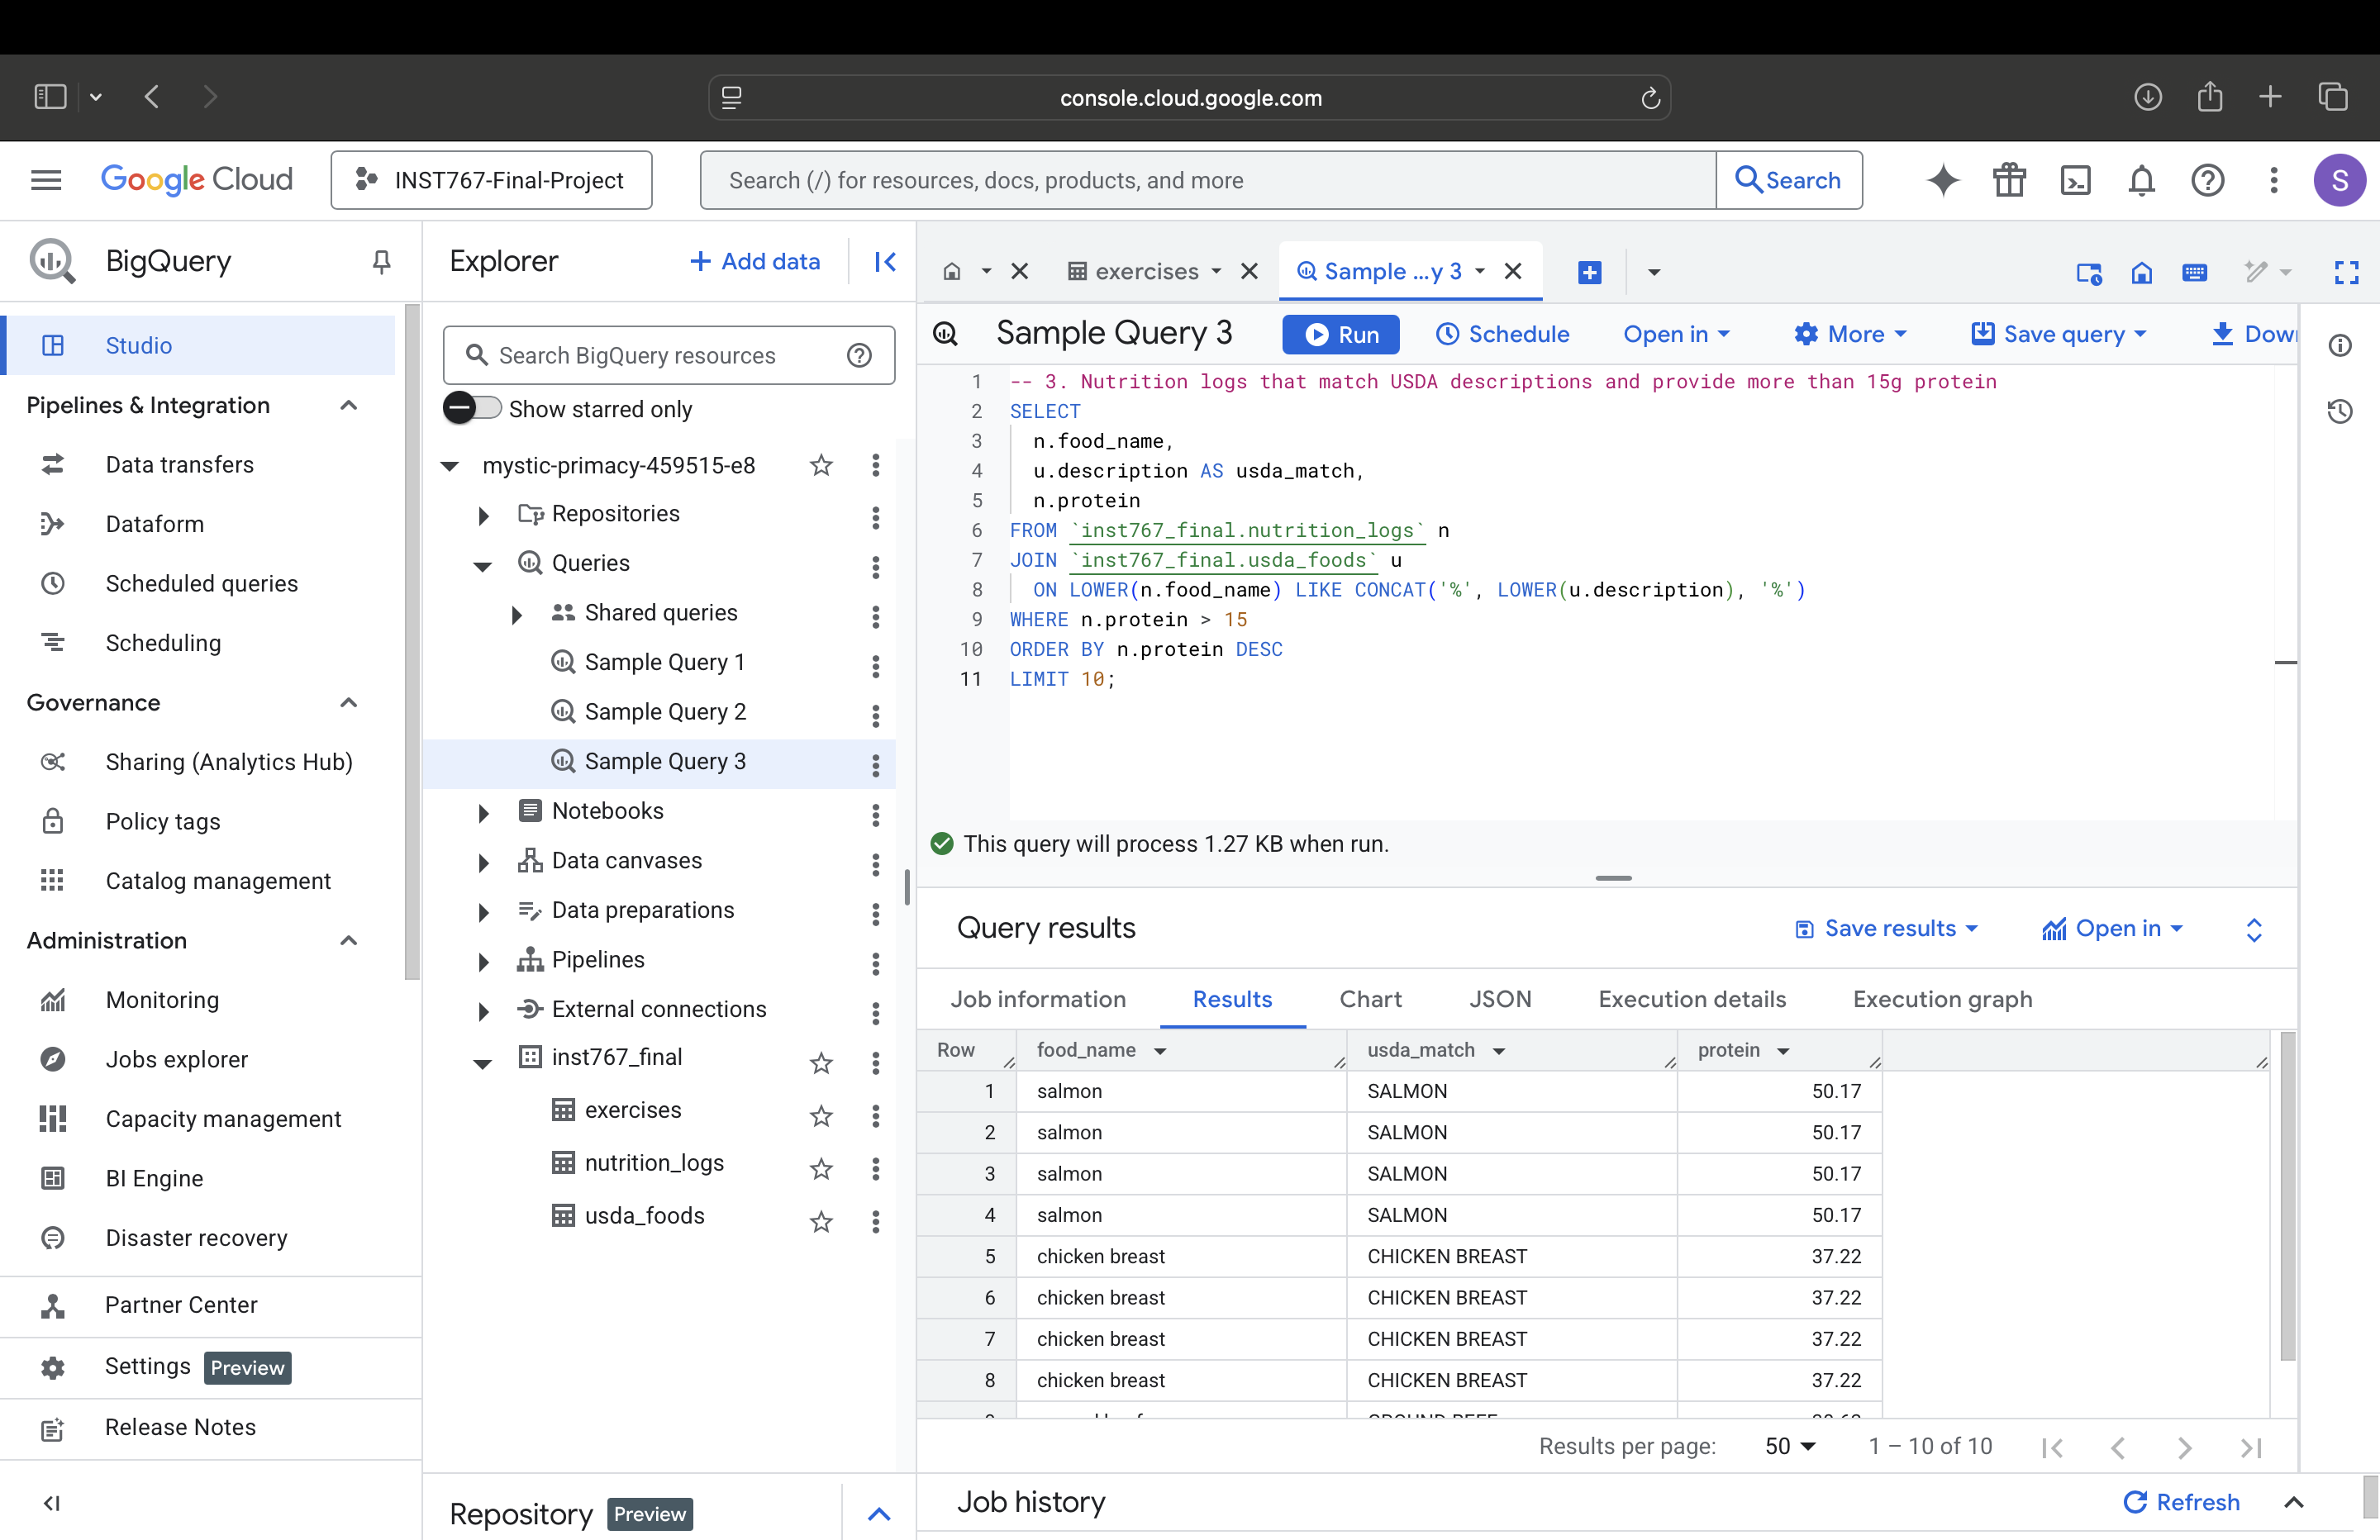 console.cloud.google.com
Google Cloud
INST767-Final-Project
Search (/) for resources, docs, products, and more
Search
S
BigQuery
Studio
Pipelines & Integration
Data transfers
Dataform
Scheduled queries
Scheduling
Governance
Sharing (Analytics Hub)
Policy tags
Catalog management
Administration
Monitoring
Jobs explorer
Capacity management
BI Engine
Disaster recovery
Partner Center
Settings Preview
Release Notes
Explorer
Add data
Search BigQuery resources
Show starred only
mystic-primacy-459515-e8
Repositories
Queries
Shared queries
Sample Query 1
Sample Query 2
Sample Query 3
Notebooks
Data canvases
Data preparations
Pipelines
External connections
inst767_final
exercises
nutrition_logs
usda_foods
Repository Preview
exercises
Sample ...y 3
Sample Query 3
Run
Schedule
Open in
More
Save query
1 -- 3. Nutrition logs that match USDA descriptions and provide more than 15g protein
2 SELECT
3 n.food_name,
4 u.description AS usda_match,
5 n.protein
6 FROM `inst767_final.nutrition_logs` n
7 JOIN `inst767_final.usda_foods` u
8 ON LOWER(n.food_name) LIKE CONCAT('%', LOWER(u.description), '%')
9 WHERE n.protein > 15
10 ORDER BY n.protein DESC
11 LIMIT 10;
This query will process 1.27 KB when run.
Query results
Save results
Open in
Job information Results Chart JSON Execution details Execution graph
Row food_name usda_match protein
1 salmon SALMON 50.17
2 salmon SALMON 50.17
3 salmon SALMON 50.17
4 salmon SALMON 50.17
5 chicken breast CHICKEN BREAST 37.22
6 chicken breast CHICKEN BREAST 37.22
7 chicken breast CHICKEN BREAST 37.22
8 chicken breast CHICKEN BREAST 37.22
Results per page: 50 1 – 10 of 10
Job history
Refresh